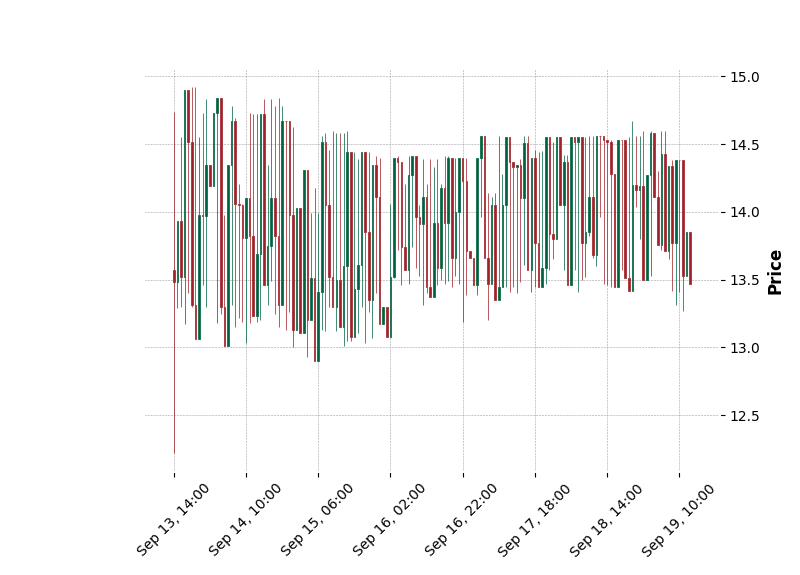 15.0
14.5
14.0
13.5
13.0
12.5
Price
Sep 13, 14:00
Sep 14, 10:00
Sep 15, 06:00
Sep 16, 02:00
Sep 16, 22:00
Sep 17, 18:00
Sep 18, 14:00
Sep 19, 10:00